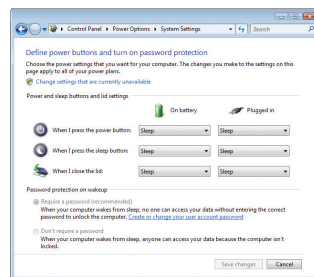 Control Panel ▸ Power Options ▸ System Settings
Search
Define power buttons and turn on password protection
Choose the power settings that you want for your computer. The changes you make to the settings on this
page apply to all of your power plans.
Change settings that are currently unavailable
Power and sleep buttons and lid settings
On battery Plugged in
When I press the power button: Sleep Sleep
When I press the sleep button: Sleep Sleep
When I close the lid: Sleep Sleep
Password protection on wakeup
Require a password (recommended)
When your computer wakes from sleep, no one can access your data without entering the correct
password to unlock the computer. Create or change your user account password
Don't require a password
When your computer wakes from sleep, anyone can access your data because the computer isn't
locked.
Save changes Cancel